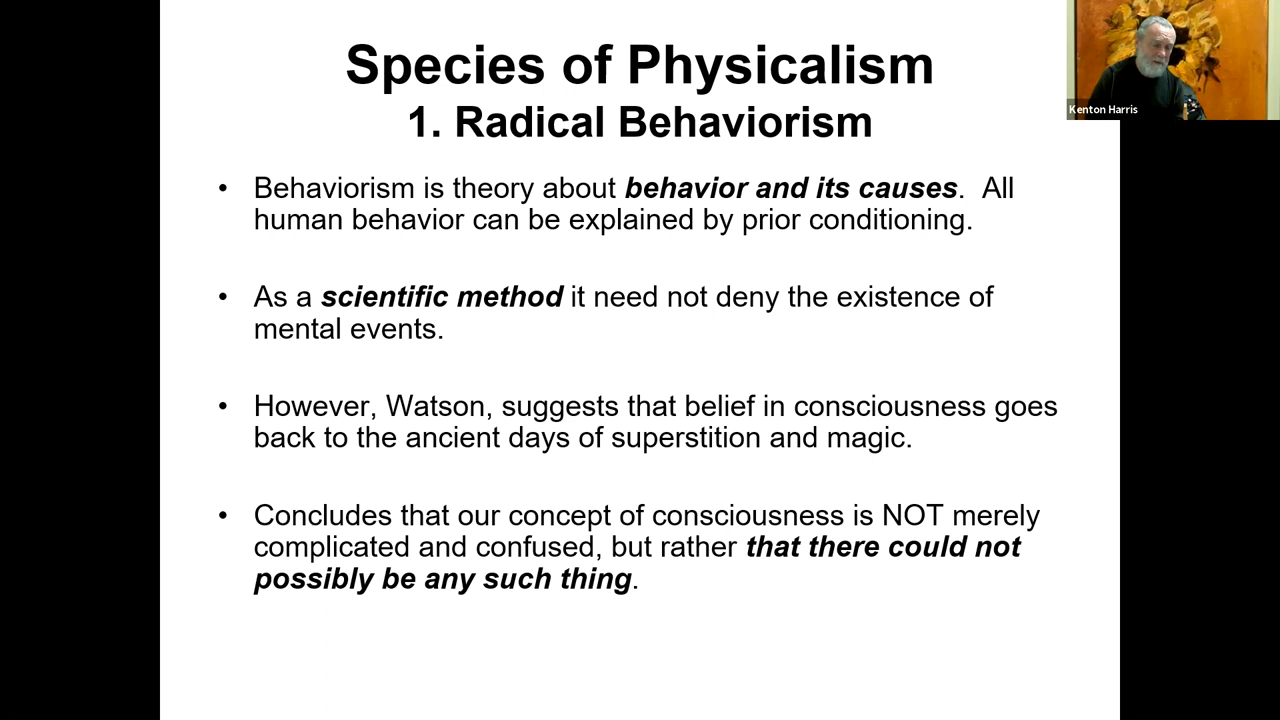 Species of Physicalism
1. Radical Behaviorism
• Behaviorism is theory about behavior and its causes.  All
human behavior can be explained by prior conditioning.
• As a scientific method it need not deny the existence of
mental events.
• However, Watson, suggests that belief in consciousness goes
back to the ancient days of superstition and magic.
• Concludes that our concept of consciousness is NOT merely
complicated and confused, but rather that there could not
possibly be any such thing.
Kenton Harris